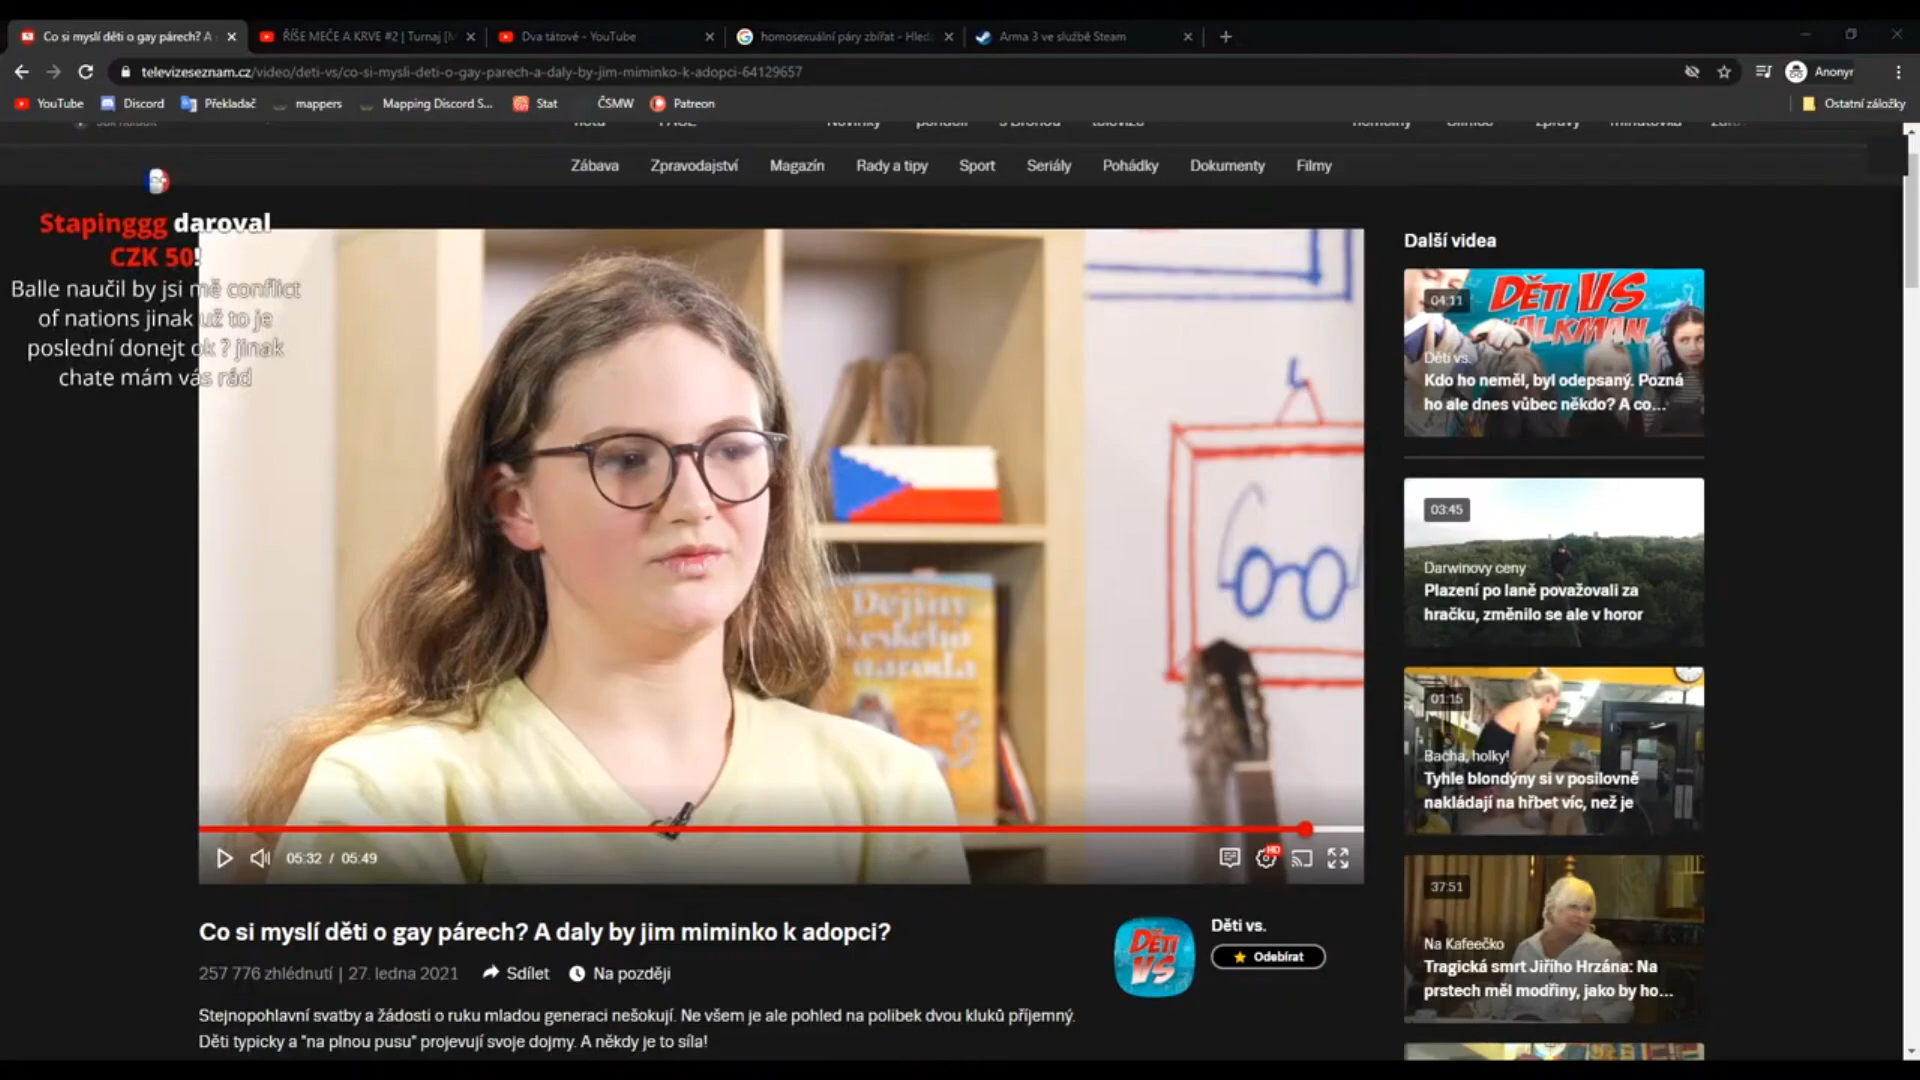 Co si myslí děti o gay párech? A
ŘÍŠE MEČE A KRVE #2 | Turnaj [M
Dva tátové - YouTube
homosexuální páry zbířat - Hled
Arma 3 ve službě Steam
televizeseznam.cz/video/deti-vs/co-si-mysli-deti-o-gay-parech-a-daly-by-jim-miminko-k-adopci-64129657
Anonyr
YouTube
Discord
Překladač
mappers
Mapping Discord S...
Stat
ČSMW
Patreon
Ostatní záložky
Zábava
Zpravodajství
Magazín
Rady a tipy
Sport
Seriály
Pohádky
Dokumenty
Filmy
Stapinggg daroval
CZK 50!
Balle naučil by jsi mě conflict
of nations jinak už to je
poslední donejt ok ? jinak
chate mám vás rád
Dějiny
českého
národa
HD
05:32 / 05:49
Další videa
04:11
DĚTI VS
WALKMAN
Děti vs.
Kdo ho neměl, byl odepsaný. Pozná
ho ale dnes vůbec někdo? A co...
03:45
Darwinovy ceny
Plazení po laně považovali za
hračku, změnilo se ale v horor
01:15
Bacha, holky!
Tyhle blondýny si v posilovně
nakládají na hřbet víc, než je
37:51
Na Kafeečko
Tragická smrt Jiřího Hrzána: Na
prstech měl modřiny, jako by ho...
Co si myslí děti o gay párech? A daly by jim miminko k adopci?
257 776 zhlédnutí | 27. ledna 2021
Sdílet
Na později
DĚTI
VS
Děti vs.
Odebírat
Stejnopohlavní svatby a žádosti o ruku mladou generaci nešokují. Ne všem je ale pohled na polibek dvou kluků příjemný.
Děti typicky a "na plnou pusu" projevují svoje dojmy. A někdy je to síla!